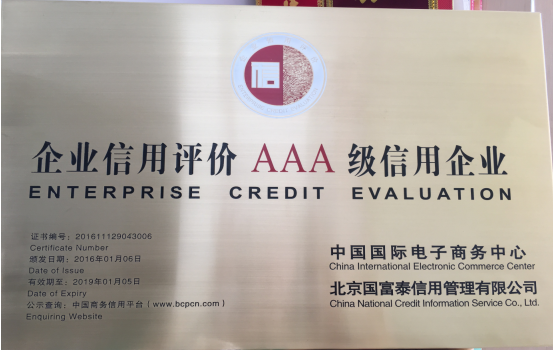 企业信用评价 AAA 级信用企业
ENTERPRISE CREDIT EVALUATION
证书编号：201611129043006
Certificate Number
颁发日期：2016年01月06日
Date of Issue
有效期至：2019年01月05日
Date of Expiry
公示查询：中国商务信用平台（www.bcpcn.com）
Enquiring Website
中国国际电子商务中心
China International Electronic Commerce Center
北京国富泰信用管理有限公司
China National Credit Information Service Co., Ltd.